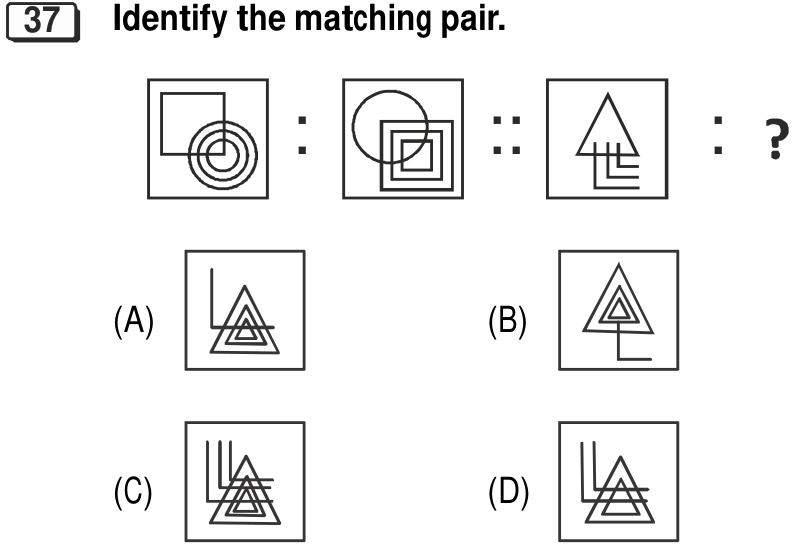 37 Identify the matching pair.
: :: : ?
(A) (B)
(C) (D)